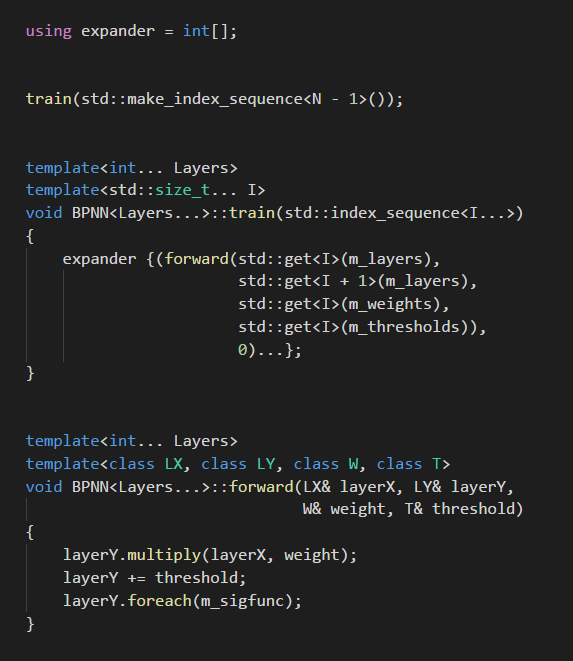 using expander = int[];
train(std::make_index_sequence<N - 1>());
template<int... Layers>
template<std::size_t... I>
void BPNN<Layers...>::train(std::index_sequence<I...>)
{
    expander {(forward(std::get<I>(m_layers),
                       std::get<I + 1>(m_layers),
                       std::get<I>(m_weights),
                       std::get<I>(m_thresholds)),
                       0)...};
}
template<int... Layers>
template<class LX, class LY, class W, class T>
void BPNN<Layers...>::forward(LX& layerX, LY& layerY,
                              W& weight, T& threshold)
{
    layerY.multiply(layerX, weight);
    layerY += threshold;
    layerY.foreach(m_sigfunc);
}